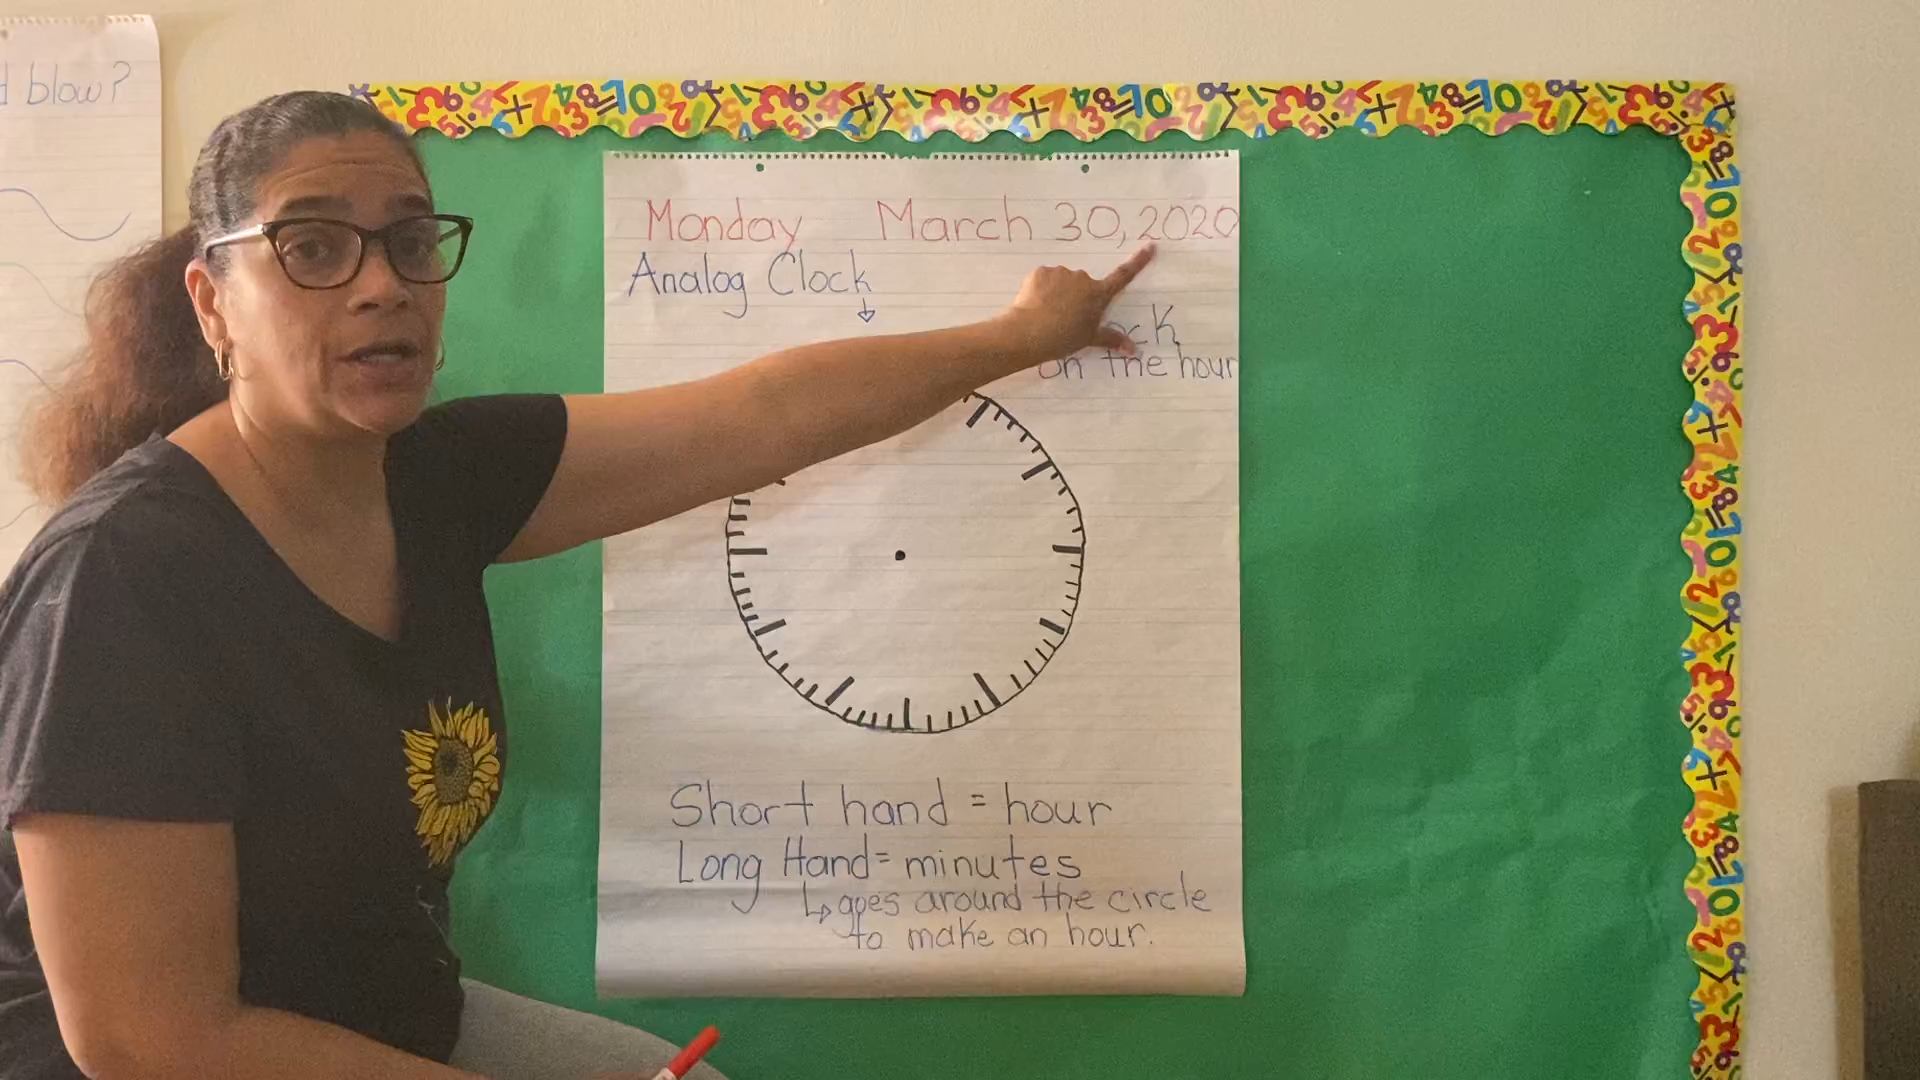 blow?
Monday March 30, 2020
Analog Clock
on the hour
Short hand = hour
Long Hand = minutes
↳ goes around the circle
to make an hour.